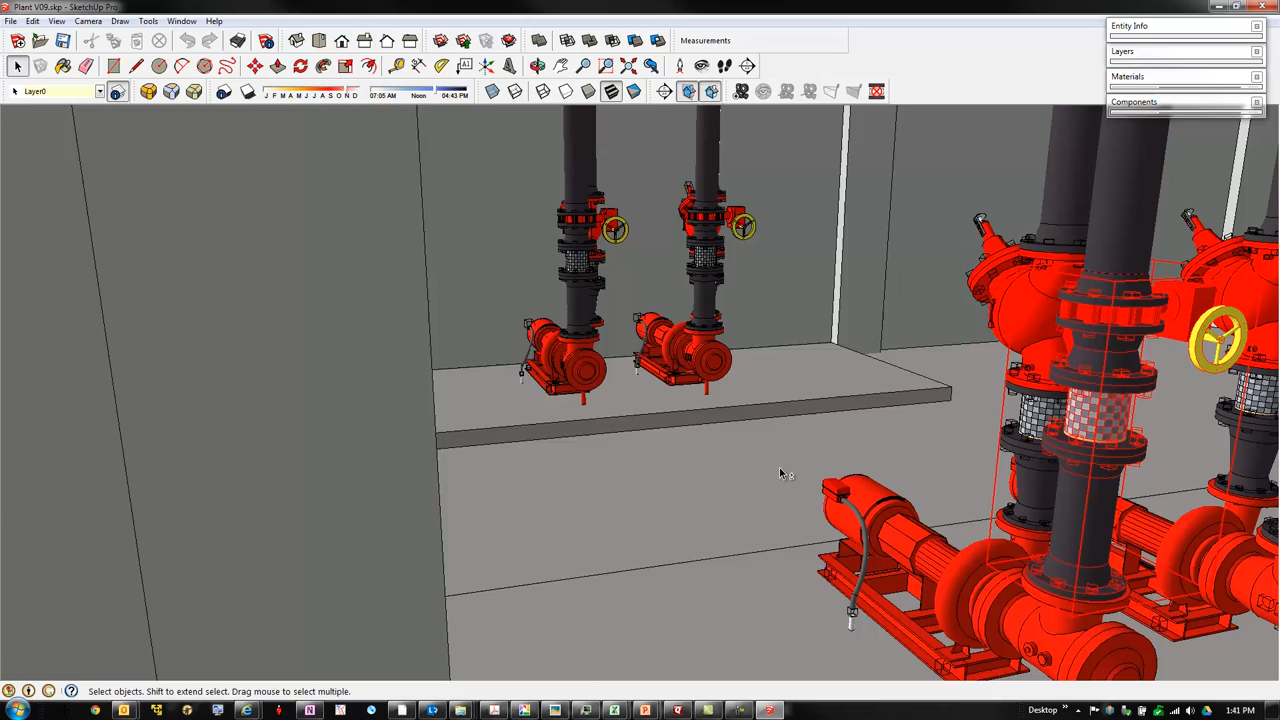 Plant V09.skp - SketchUp Pro
File Edit View Camera Draw Tools Window Help
Measurements
Layer0
J F M A M J J A S O N D
07:05 AM Noon 04:43 PM
Entity Info
Layers
Materials
Components
Select objects. Shift to extend select. Drag mouse to select multiple.
Desktop
1:41 PM